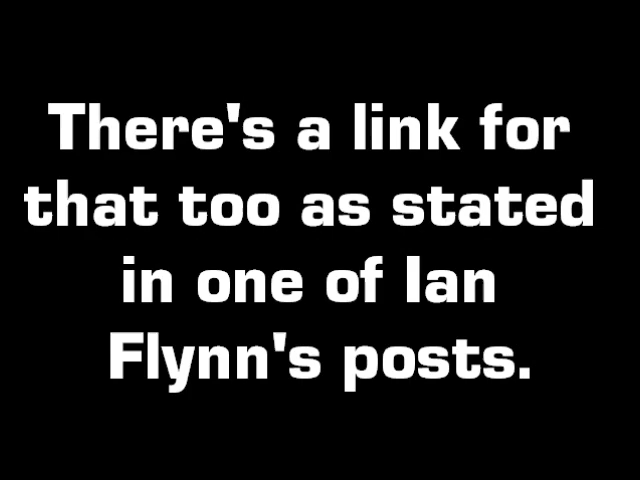 There's a link for
that too as stated
in one of Ian
Flynn's posts.